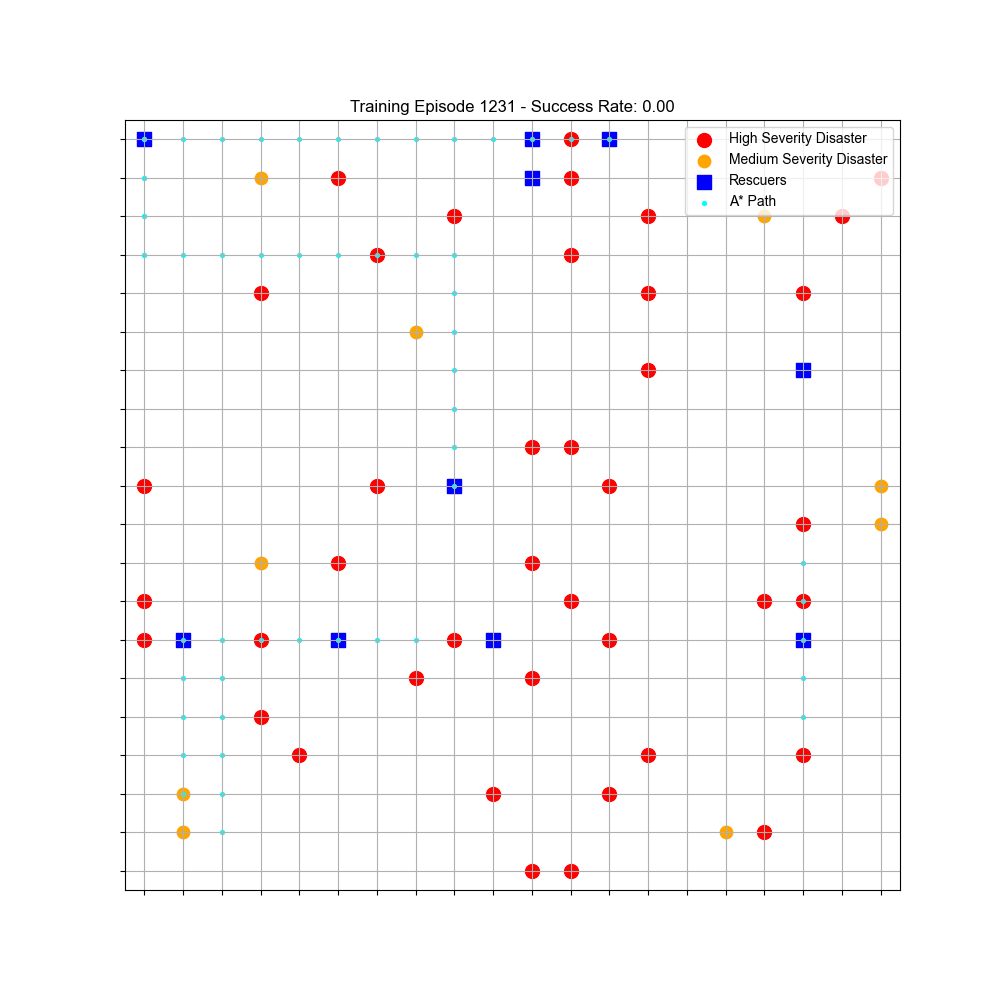 Training Episode 1231 - Success Rate: 0.00
High Severity Disaster
Medium Severity Disaster
Rescuers
A* Path